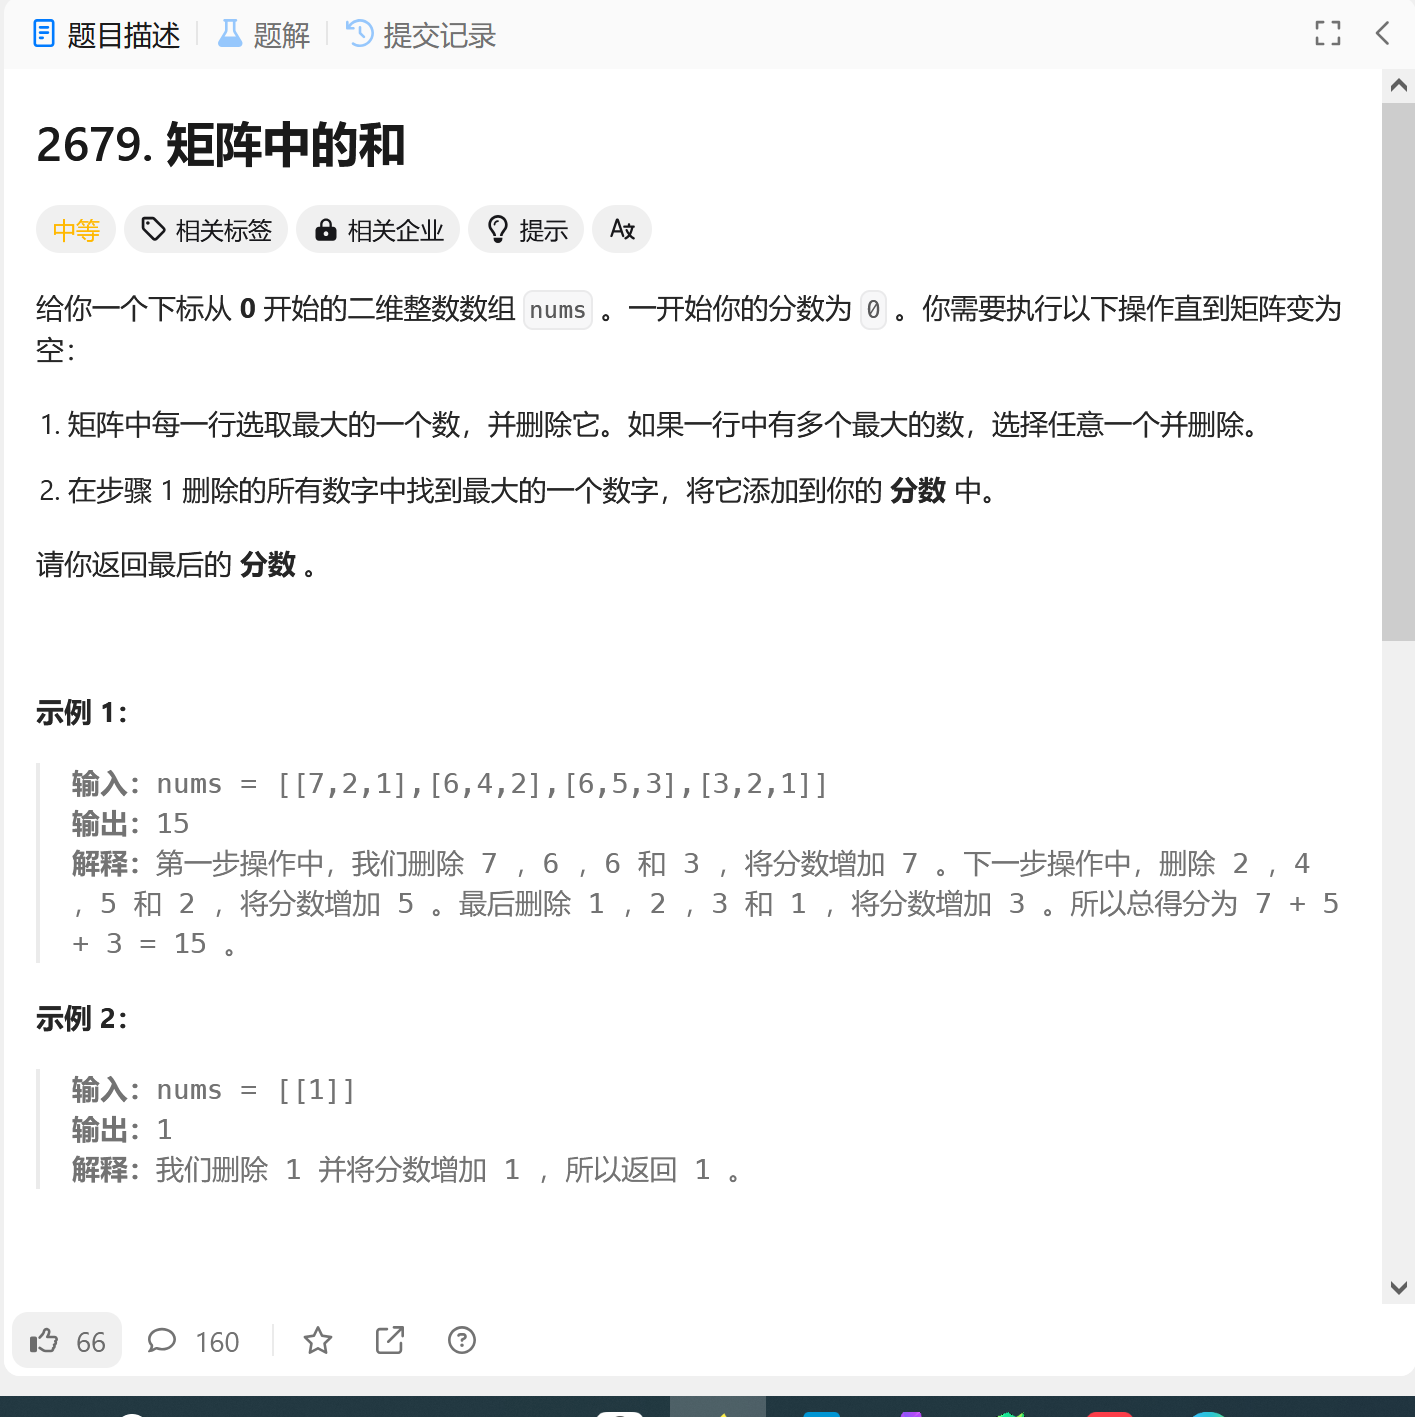 题目描述 题解 提交记录
2679. 矩阵中的和
中等 相关标签 相关企业 提示 A文
给你一个下标从 0 开始的二维整数数组 nums 。一开始你的分数为 0 。你需要执行以下操作直到矩阵变为
空：
1. 矩阵中每一行选取最大的一个数，并删除它。如果一行中有多个最大的数，选择任意一个并删除。
2. 在步骤 1 删除的所有数字中找到最大的一个数字，将它添加到你的 分数 中。
请你返回最后的 分数 。
示例 1：
输入：nums = [[7,2,1],[6,4,2],[6,5,3],[3,2,1]]
输出：15
解释：第一步操作中，我们删除 7 ，6 ，6 和 3 ，将分数增加 7 。下一步操作中，删除 2 ，4
，5 和 2 ，将分数增加 5 。最后删除 1 ，2 ，3 和 1 ，将分数增加 3 。所以总得分为 7 + 5
+ 3 = 15 。
示例 2：
输入：nums = [[1]]
输出：1
解释：我们删除 1 并将分数增加 1 ，所以返回 1 。
66 160